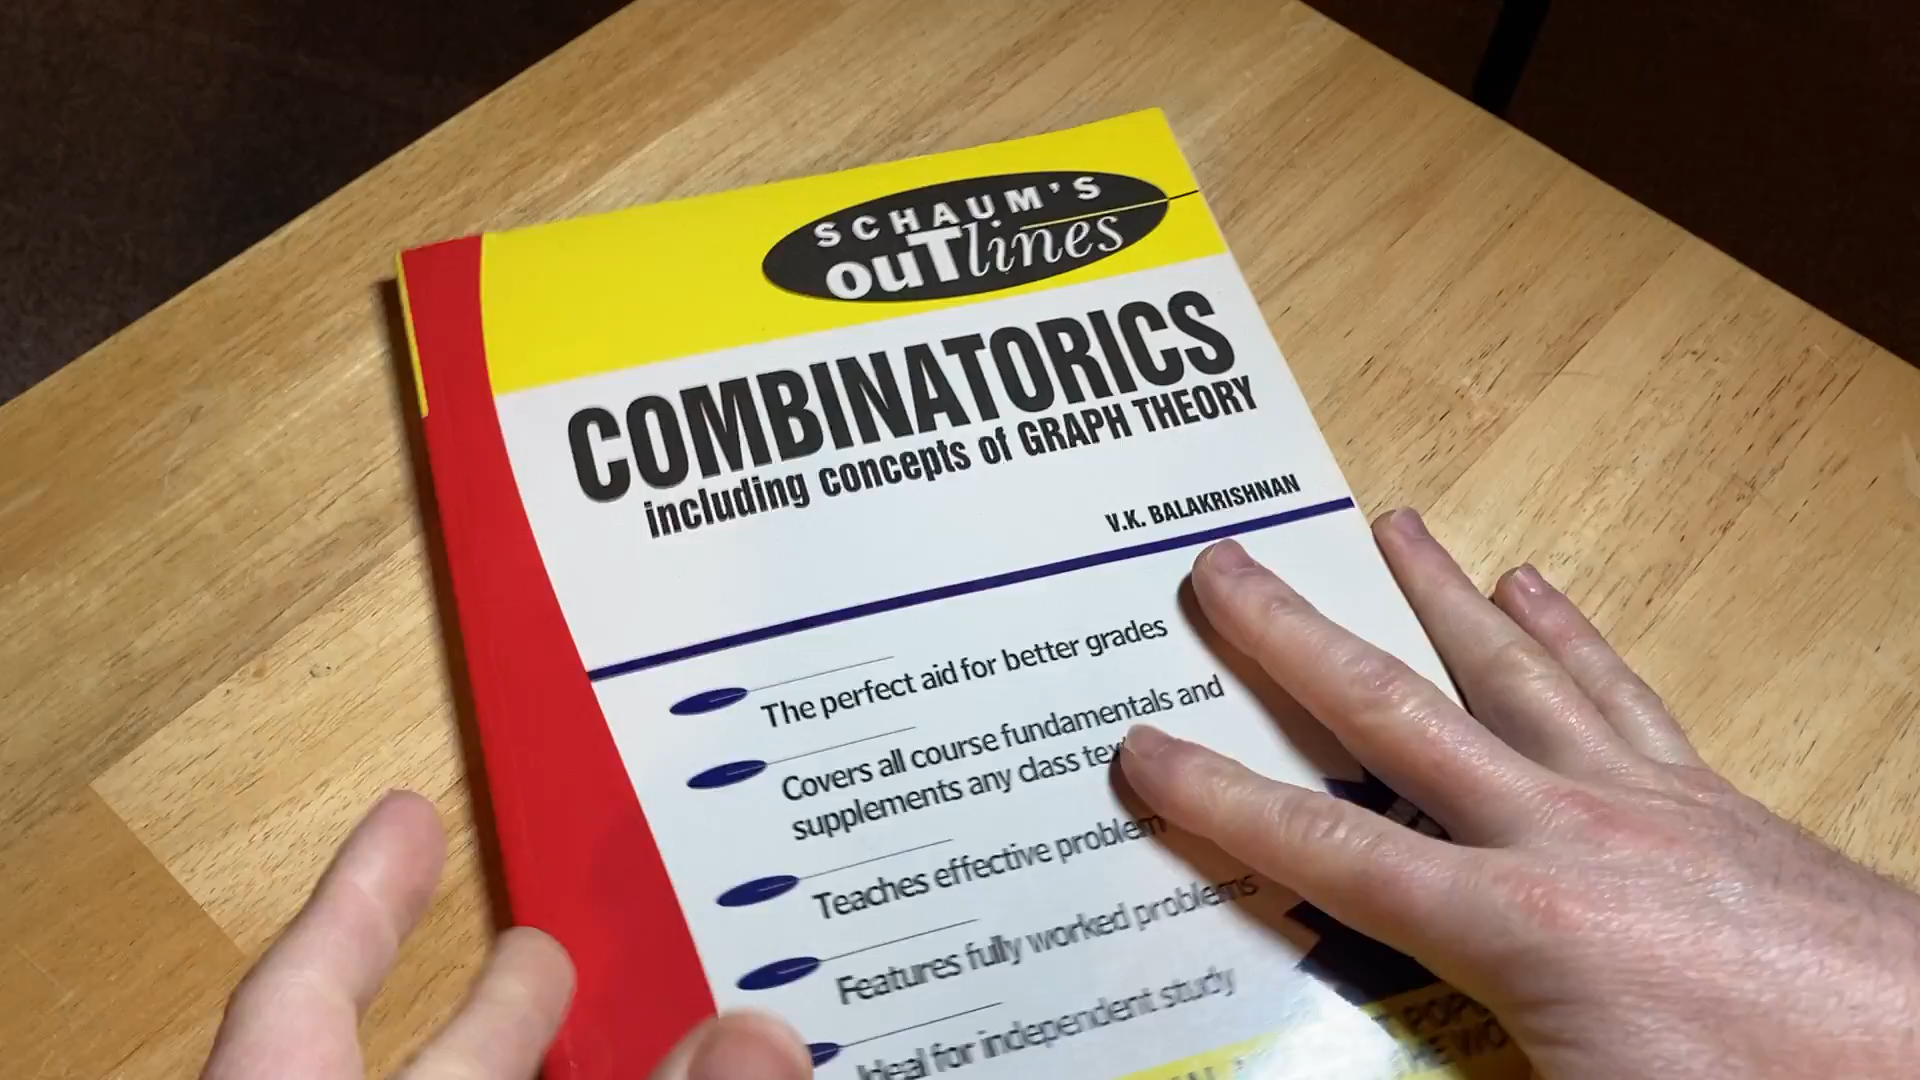 SCHAUM'S
ouTlines
COMBINATORICS
including concepts of GRAPH THEORY
V.K. BALAKRISHNAN
The perfect aid for better grades
Covers all course fundamentals and
supplements any class
Teaches effective problem
Features fully worked problems
Ideal for independent study